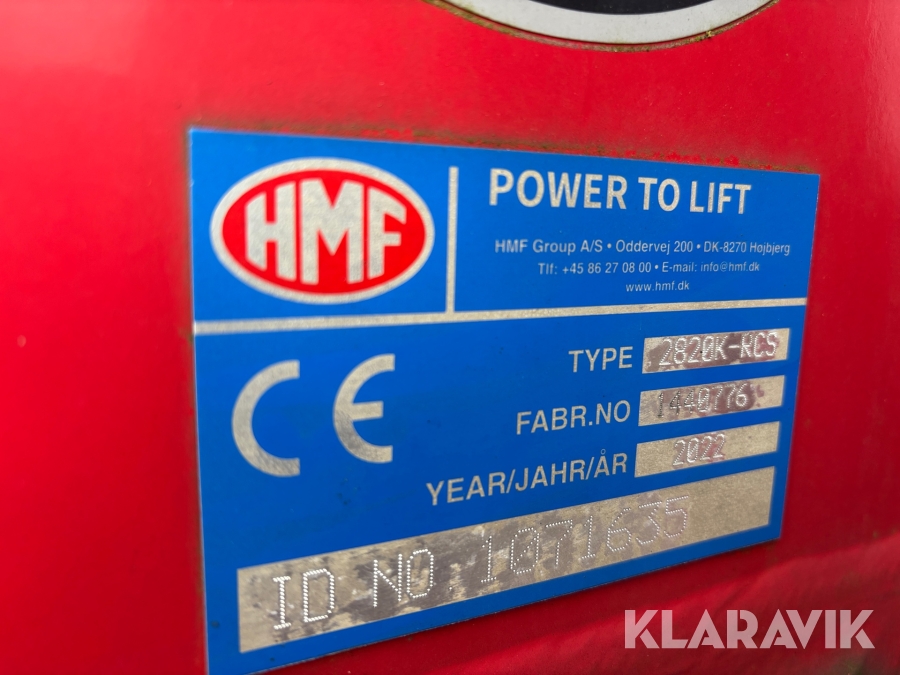 HMF
POWER TO LIFT
HMF Group A/S • Oddervej 200 • DK-8270 Højbjerg
Tlf: +45 86 27 08 00 • E-mail: info@hmf.dk
www.hmf.dk
CE
TYPE 2820K-RCS
FABR.NO 1440776
YEAR/JAHR/ÅR 2022
ID NO 1071635
KLARAVIK